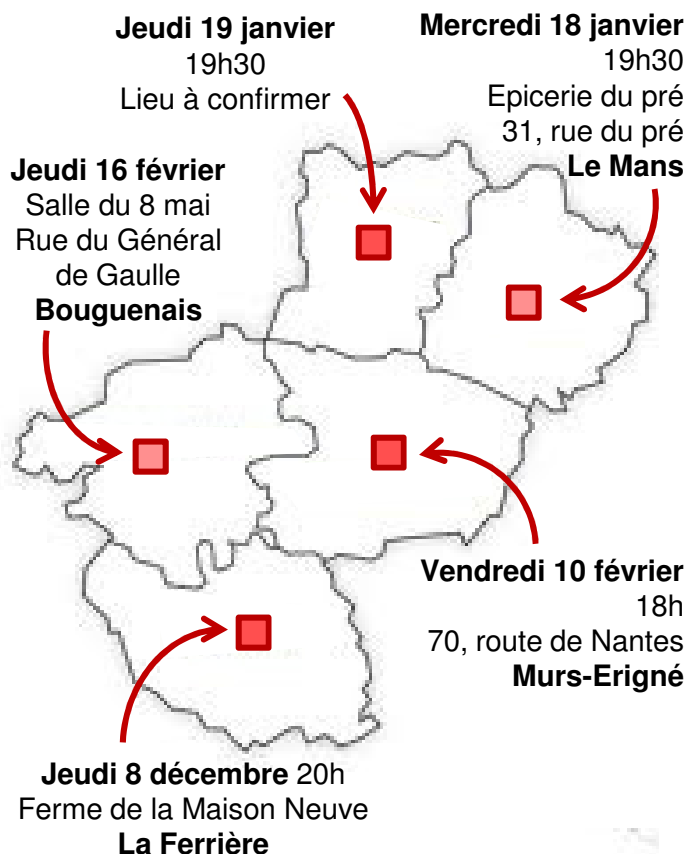 Jeudi 19 janvier
19h30
Lieu à confirmer
Mercredi 18 janvier
19h30
Epicerie du pré
31, rue du pré
Le Mans
Jeudi 16 février
Salle du 8 mai
Rue du Général
de Gaulle
Bouguenais
Vendredi 10 février
18h
70, route de Nantes
Murs-Erigné
Jeudi 8 décembre 20h
Ferme de la Maison Neuve
La Ferrière